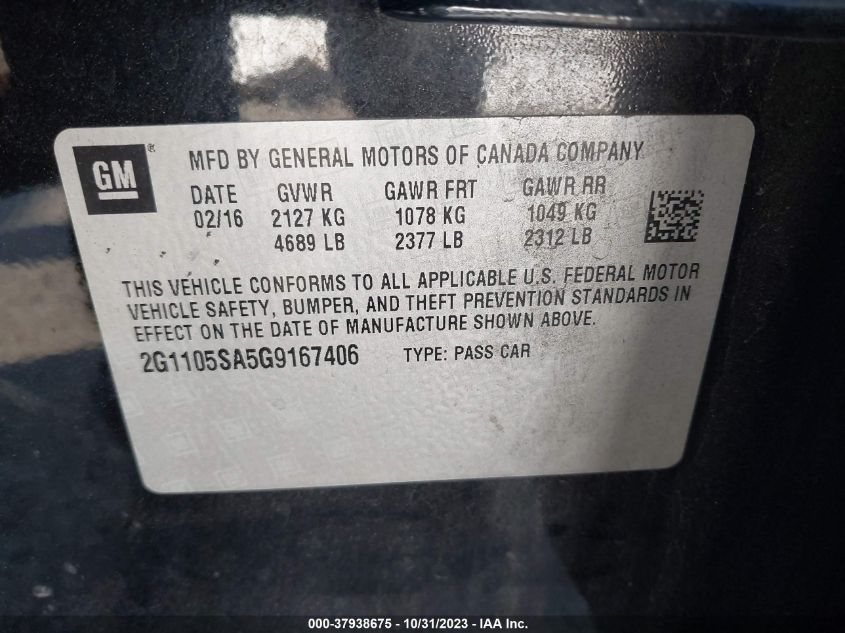 GM ®
MFD BY GENERAL MOTORS OF CANADA COMPANY
DATE GVWR GAWR FRT GAWR RR
02/16 2127 KG 1078 KG 1049 KG
4689 LB 2377 LB 2312 LB
THIS VEHICLE CONFORMS TO ALL APPLICABLE U.S. FEDERAL MOTOR
VEHICLE SAFETY, BUMPER, AND THEFT PREVENTION STANDARDS IN
EFFECT ON THE DATE OF MANUFACTURE SHOWN ABOVE.
2G1105SA5G9167406 TYPE: PASS CAR
000-37938675 - 10/31/2023 - IAA Inc.